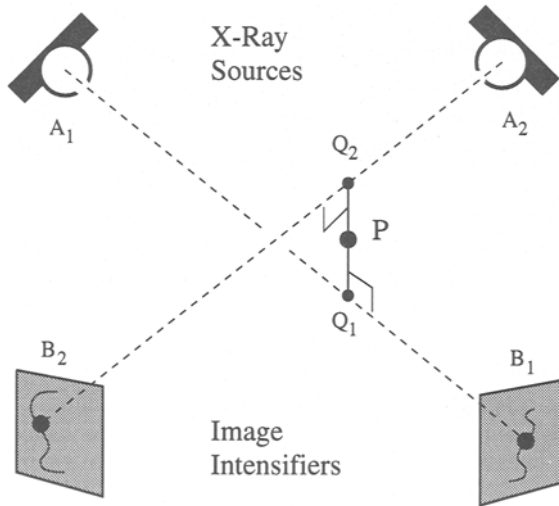 X-Ray
Sources
A1
A2
Q2
P
Q1
B2
B1
Image
Intensifiers